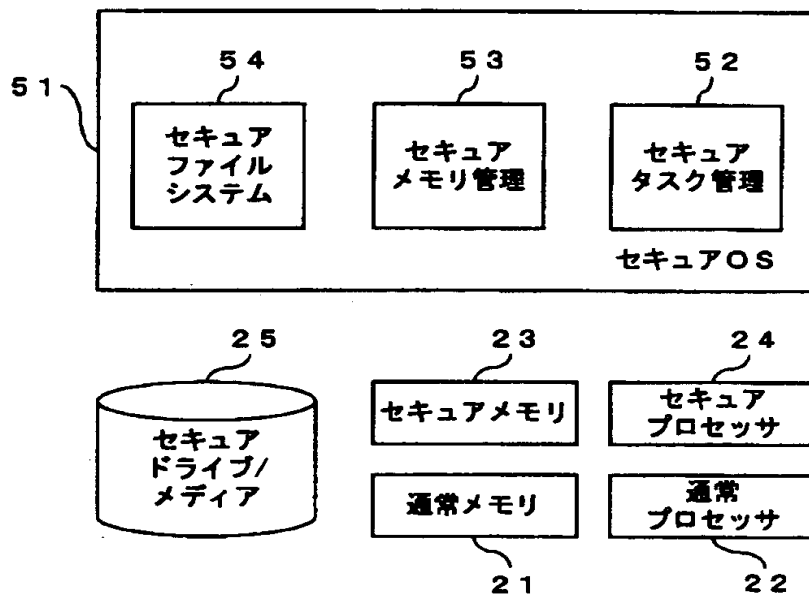 54
53
52
51
セキュア
ファイル
システム
セキュア
メモリ管理
セキュア
タスク管理
セキュアOS
25
23
24
セキュア
ドライブ/
メディア
セキュアメモリ
セキュア
プロセッサ
通常メモリ
通常
プロセッサ
21
22